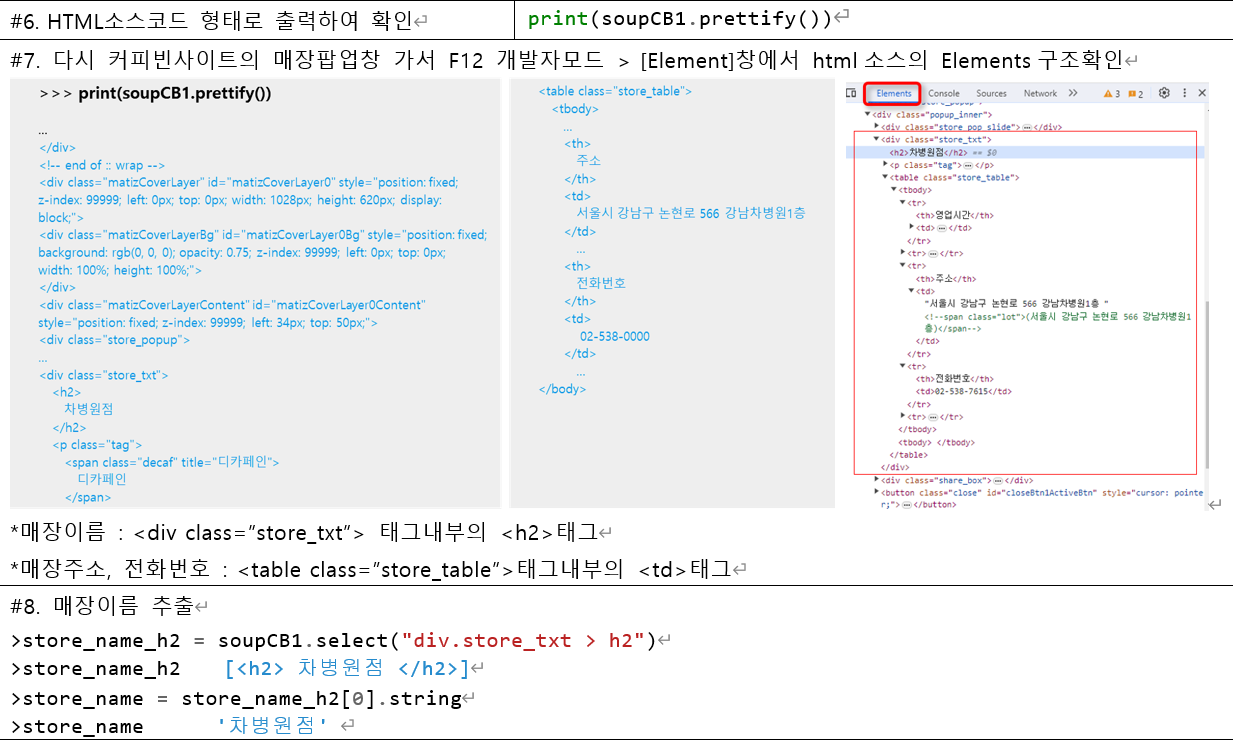 #6. HTML소스코드 형태로 출력하여 확인
print(soupCB1.prettify())
#7. 다시 커피빈사이트의 매장팝업창 가서 F12 개발자모드 > [Element]창에서 html 소스의 Elements 구조확인
>>> print(soupCB1.prettify())
...
</div>
<!-- end of :: wrap -->
<div class="matizCoverLayer" id="matizCoverLayer0" style="position: fixed;
z-index: 99999; left: 0px; top: 0px; width: 1028px; height: 620px; display:
block;">
<div class="matizCoverLayerBg" id="matizCoverLayer0Bg" style="position: fixed;
background: rgb(0, 0, 0); opacity: 0.75; z-index: 99999; left: 0px; top: 0px;
width: 100%; height: 100%;">
</div>
<div class="matizCoverLayerContent" id="matizCoverLayer0Content"
style="position: fixed; z-index: 99999; left: 34px; top: 50px;">
<div class="store_popup">
...
<div class="store_txt">
<h2>
차병원점
</h2>
<p class="tag">
<span class="decaf" title="디카페인">
디카페인
</span>
<table class="store_table">
<tbody>
...
<th>
주소
</th>
<td>
서울시 강남구 논현로 566 강남차병원1층
</td>
...
<th>
전화번호
</th>
<td>
02-538-0000
</td>
...
</body>
Elements Console Sources Network >> 3 2
<div class="popup_inner">
<div class="store_pop_slide">...</div>
<div class="store_txt">
<h2>차병원점</h2> == $0
<p class="tag">...</p>
<table class="store_table">
<tbody>
<tr>
<th>영업시간</th>
<td>...</td>
</tr>
<tr>...</tr>
<tr>
<th>주소</th>
<td>
"서울시 강남구 논현로 566 강남차병원1층 "
<!--span class="lot">(서울시 강남구 논현로 566 강남차병원1
층)</span-->
</td>
</tr>
<tr>
<th>전화번호</th>
<td>02-538-7615</td>
</tr>
<tr>...</tr>
</tbody>
<tbody> </tbody>
</table>
</div>
<div class="share_box">...</div>
<button class="close" id="closeBtn1ActiveBtn" style="cursor: pointe
r;">...</button>
*매장이름 : <div class="store_txt"> 태그내부의 <h2>태그
*매장주소, 전화번호 : <table class="store_table">태그내부의 <td>태그
#8. 매장이름 추출
>store_name_h2 = soupCB1.select("div.store_txt > h2")
>store_name_h2 [<h2> 차병원점 </h2>]
>store_name = store_name_h2[0].string
>store_name '차병원점'